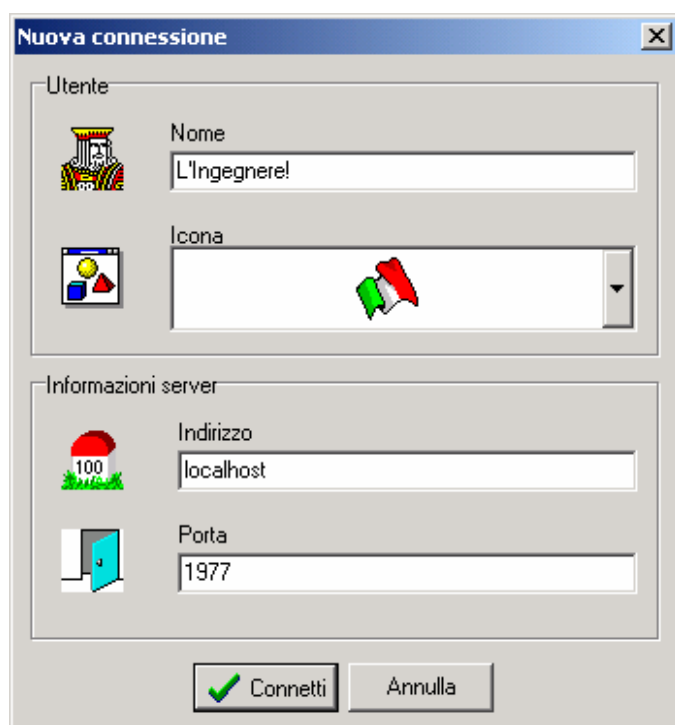 Nuova connessione
Utente
Nome
L'Ingegnere!
Icona
Informazioni server
Indirizzo
100
localhost
Porta
1977
Connetti
Annulla